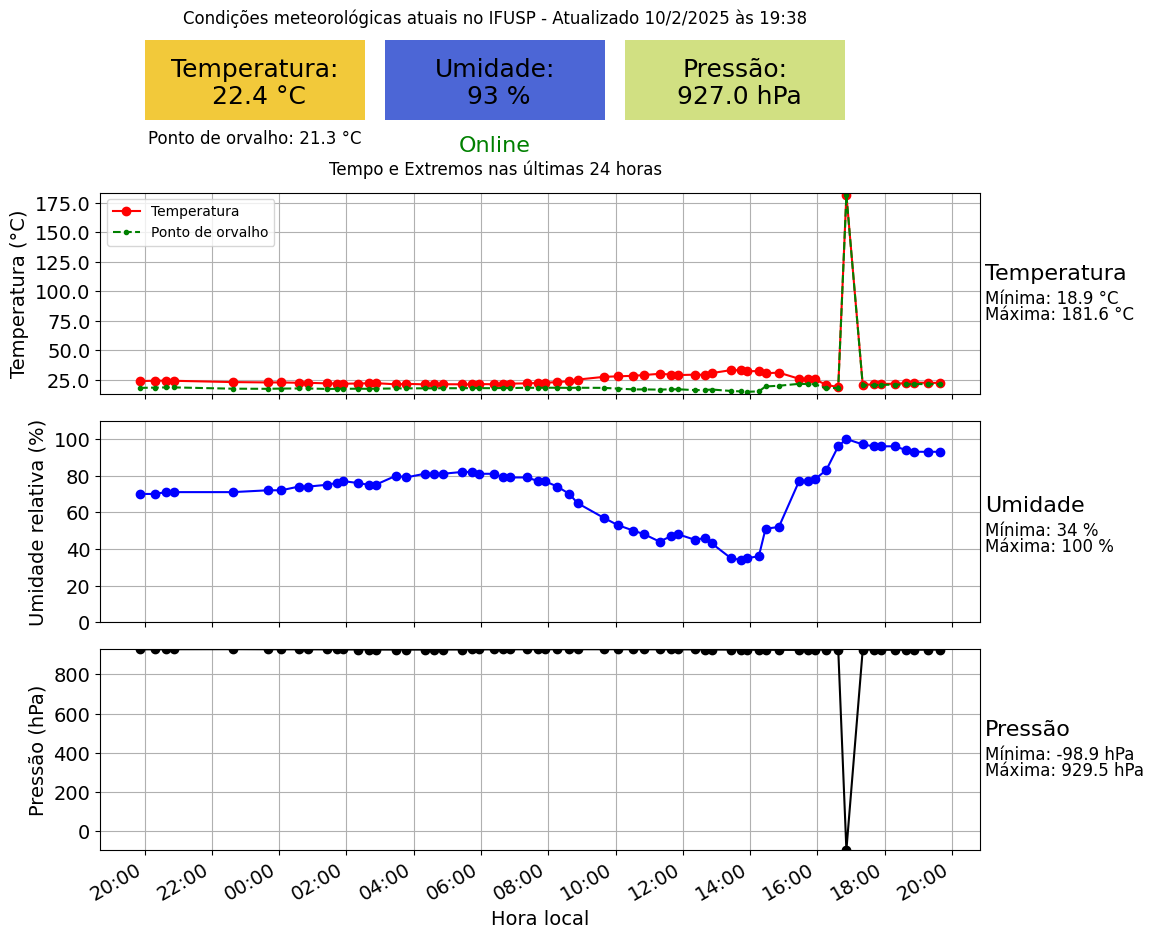 Condições meteorológicas atuais no IFUSP - Atualizado 10/2/2025 às 19:38
Temperatura:
22.4 °C
Umidade:
93 %
Pressão:
927.0 hPa
Ponto de orvalho: 21.3 °C
Online
Tempo e Extremos nas últimas 24 horas
Temperatura (°C)
175.0
150.0
125.0
100.0
75.0
50.0
25.0
Temperatura
Ponto de orvalho
Temperatura
Mínima: 18.9 °C
Máxima: 181.6 °C
Umidade relativa (%)
100
80
60
40
20
0
Umidade
Mínima: 34 %
Máxima: 100 %
Pressão (hPa)
800
600
400
200
0
Pressão
Mínima: -98.9 hPa
Máxima: 929.5 hPa
20:00 22:00 00:00 02:00 04:00 06:00 08:00 10:00 12:00 14:00 16:00 18:00 20:00
Hora local